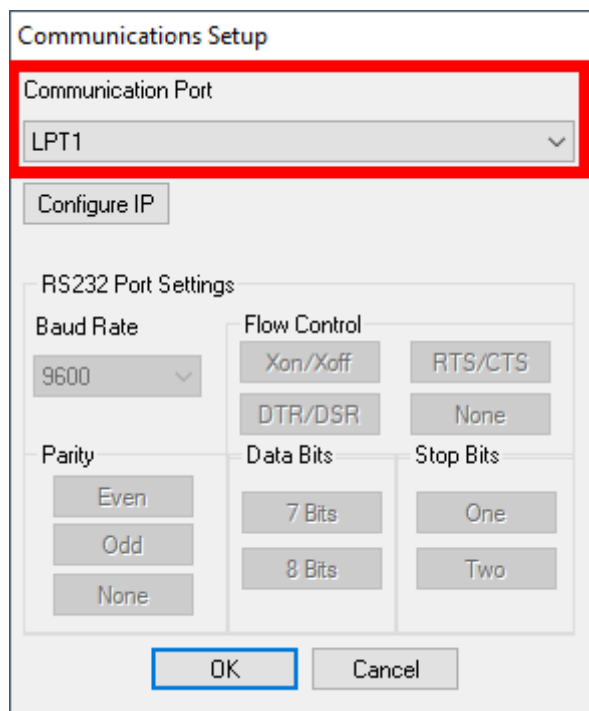 Communications Setup
Communication Port
LPT1
Configure IP
RS232 Port Settings
Baud Rate
9600
Flow Control
Xon/Xoff
RTS/CTS
DTR/DSR
None
Parity
Even
Odd
None
Data Bits
7 Bits
8 Bits
Stop Bits
One
Two
OK
Cancel